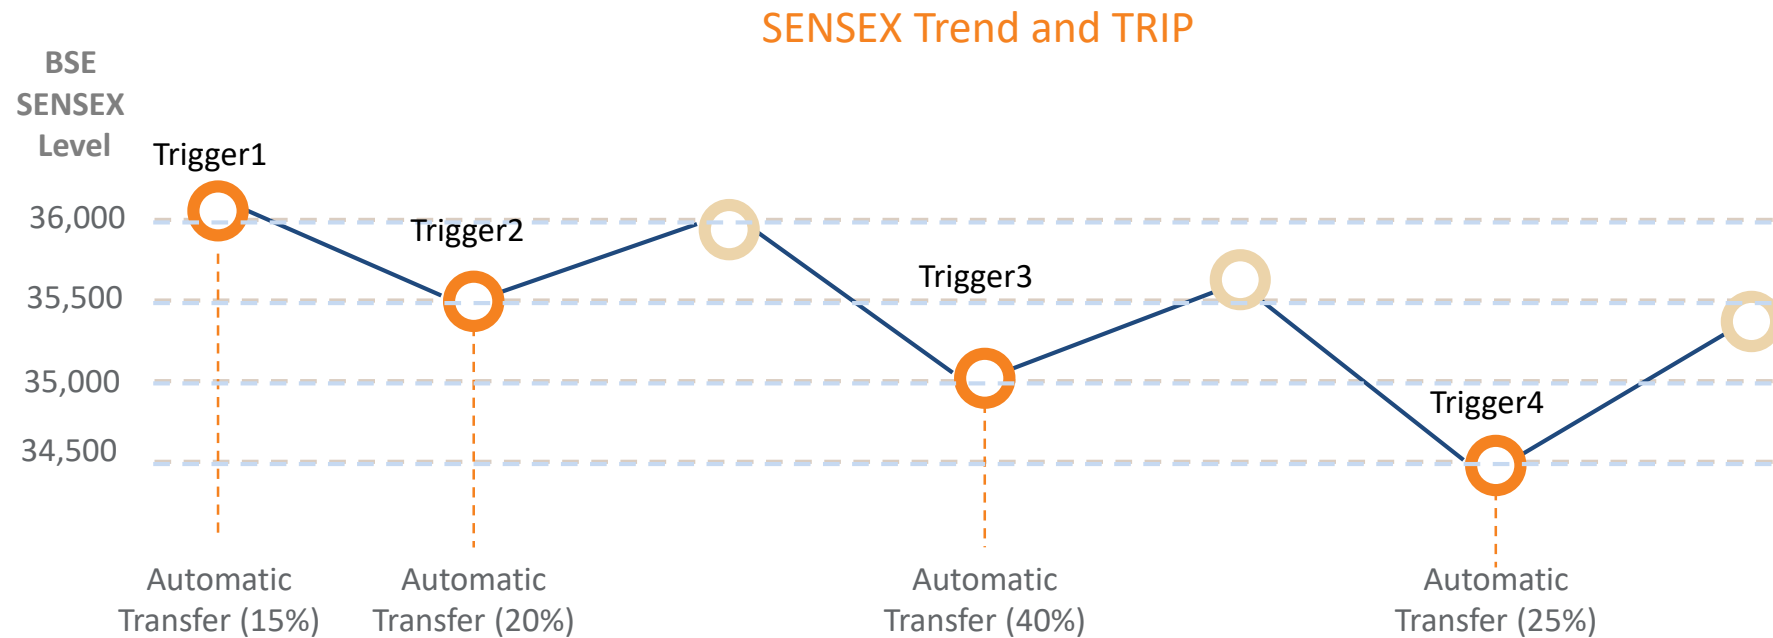 SENSEX Trend and TRIP
BSE
SENSEX
Level
Trigger1
36,000
Trigger2
Trigger3
35,500
35,000
Trigger4
34,500
Automatic
Transfer (15%)
Automatic
Transfer (20%)
Automatic
Transfer (40%)
Automatic
Transfer (25%)